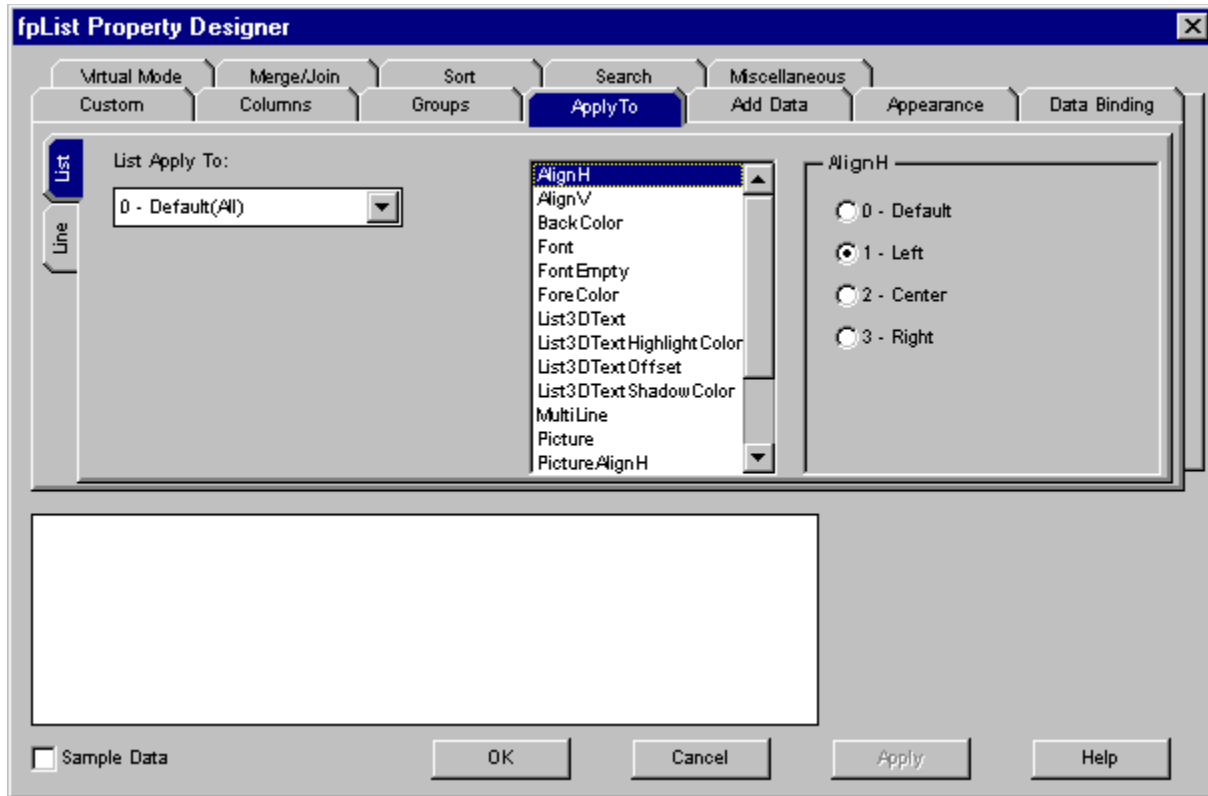 fpList Property Designer
Virtual Mode Merge/Join Sort Search Miscellaneous
Custom Columns Groups ApplyTo Add Data Appearance Data Binding
List
Line
List Apply To:
0 - Default(All)
AlignH
AlignV
BackColor
Font
FontEmpty
ForeColor
List3DText
List3DTextHighlightColor
List3DTextOffset
List3DTextShadowColor
MultiLine
Picture
PictureAlignH
AlignH
0 - Default
1 - Left
2 - Center
3 - Right
Sample Data OK Cancel Apply Help